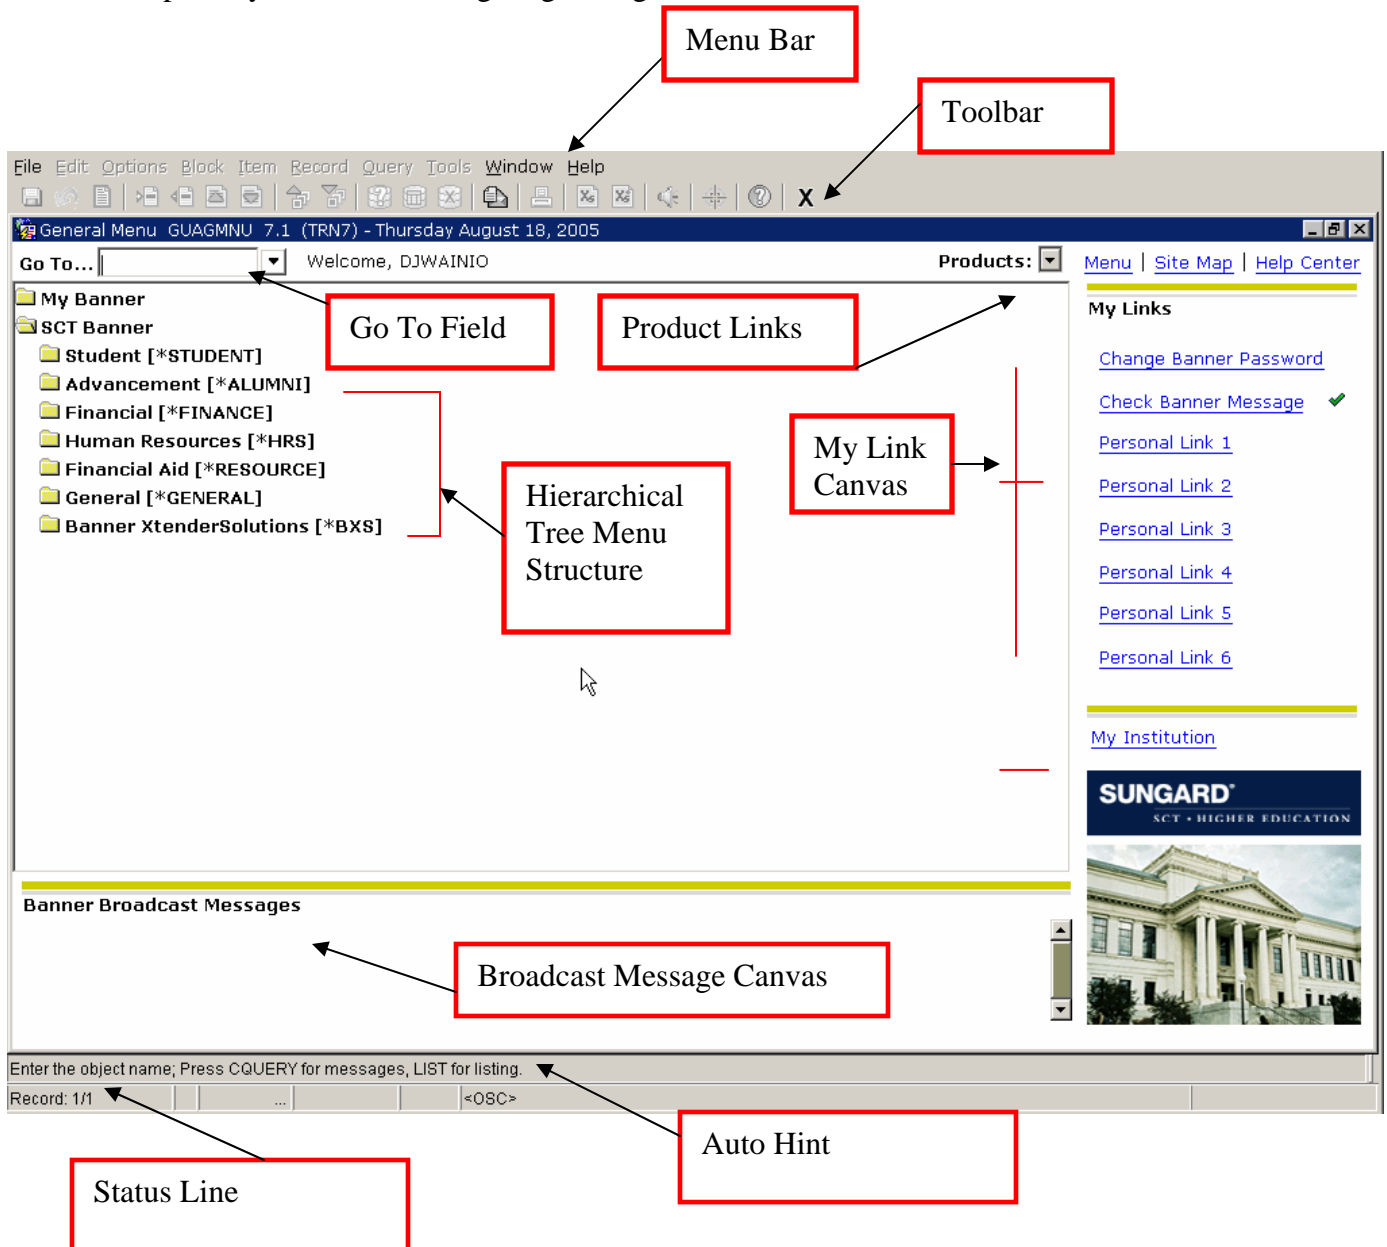 Menu Bar
Toolbar
File Edit Options Block Item Record Query Tools Window Help
X
General Menu GUAGMNU 7.1 (TRN7) - Thursday August 18, 2005
Go To... Welcome, DJWAINIO Products: Menu | Site Map | Help Center
My Banner
SCT Banner
Student [*STUDENT]
Advancement [*ALUMNI]
Financial [*FINANCE]
Human Resources [*HRS]
Financial Aid [*RESOURCE]
General [*GENERAL]
Banner XtenderSolutions [*BXS]
Go To Field
Product Links
Hierarchical
Tree Menu
Structure
My Link
Canvas
My Links
Change Banner Password
Check Banner Message
Personal Link 1
Personal Link 2
Personal Link 3
Personal Link 4
Personal Link 5
Personal Link 6
My Institution
SUNGARD®
SCT • HIGHER EDUCATION
Banner Broadcast Messages
Broadcast Message Canvas
Enter the object name; Press CQUERY for messages, LIST for listing.
Record: 1/1 ... <OSC>
Auto Hint
Status Line